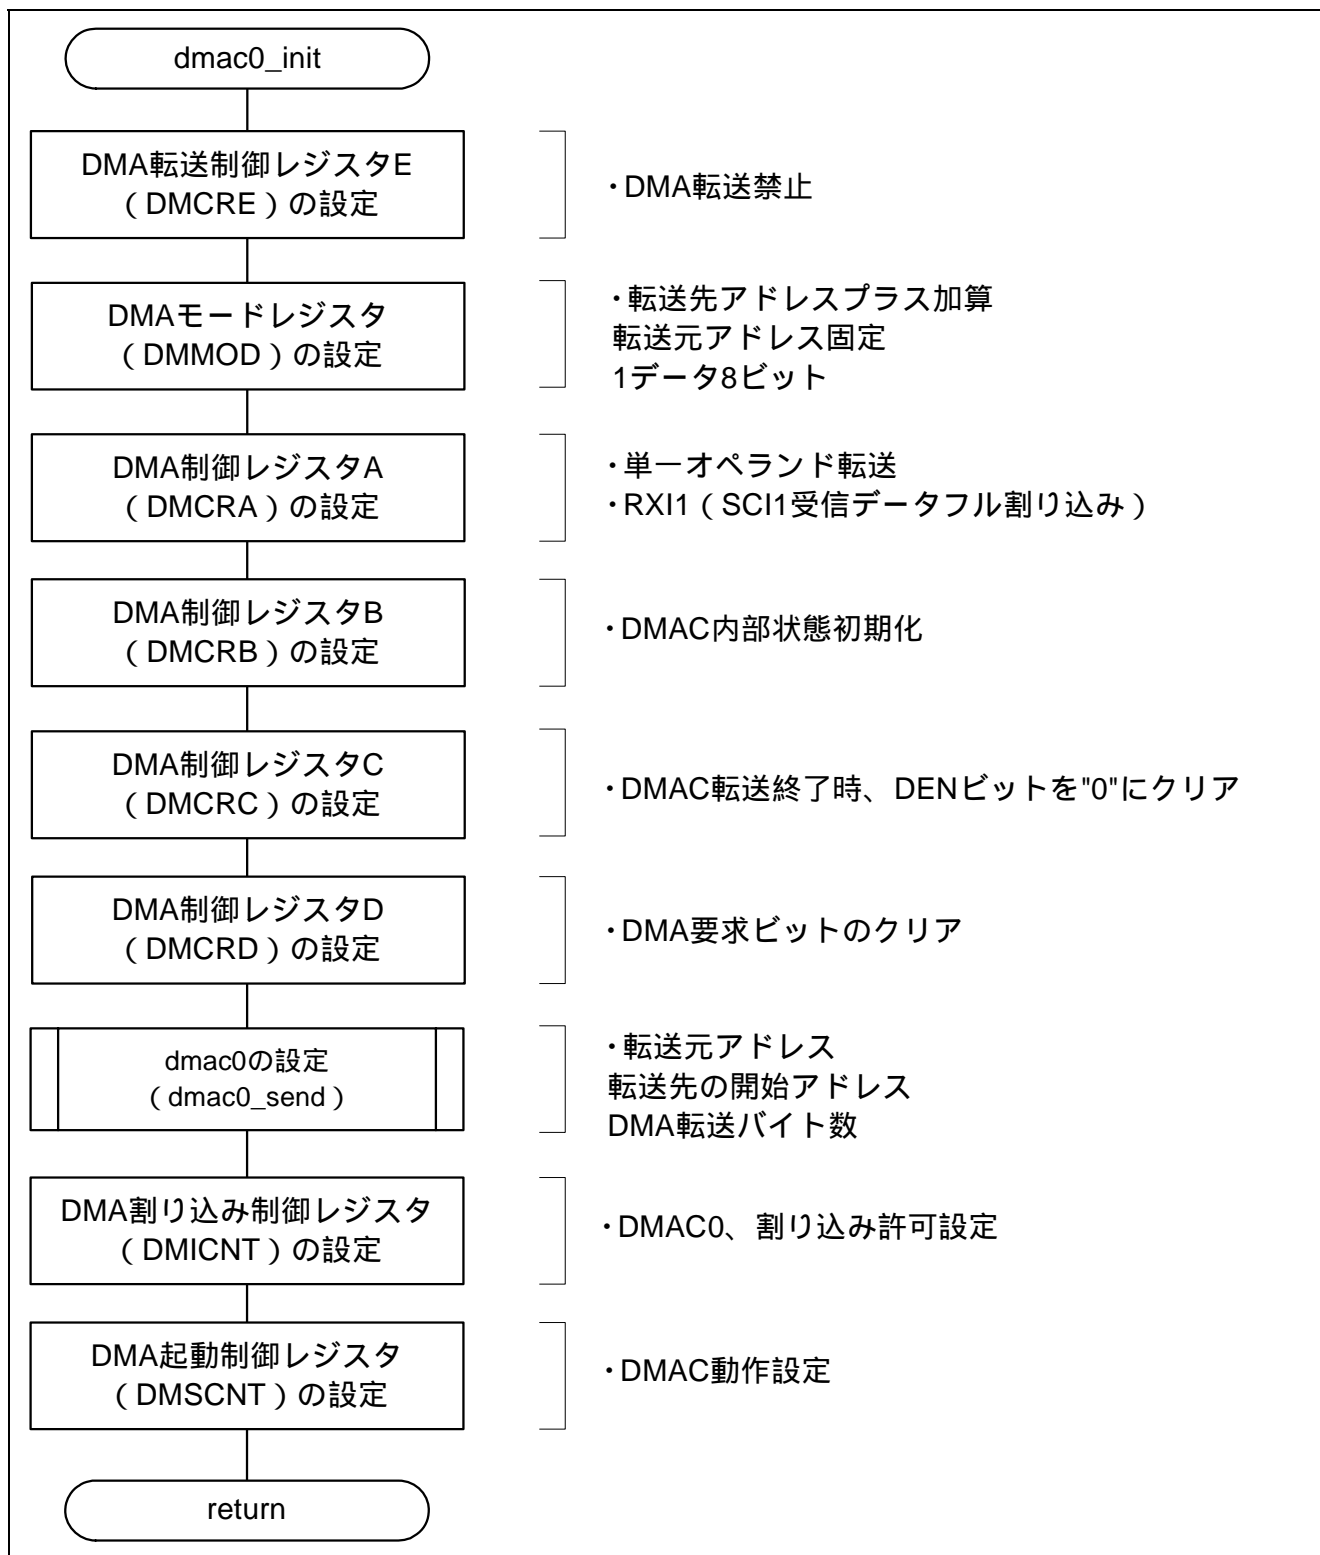 dmac0_init
DMA転送制御レジスタE
（DMCRE）の設定
・DMA転送禁止
DMAモードレジスタ
（DMMOD）の設定
・転送先アドレスプラス加算
転送元アドレス固定
1データ8ビット
DMA制御レジスタA
（DMCRA）の設定
・単一オペランド転送
・RXI1（SCI1受信データフル割り込み）
DMA制御レジスタB
（DMCRB）の設定
・DMAC内部状態初期化
DMA制御レジスタC
（DMCRC）の設定
・DMAC転送終了時、DENビットを"0"にクリア
DMA制御レジスタD
（DMCRD）の設定
・DMA要求ビットのクリア
dmac0の設定
（dmac0_send）
・転送元アドレス
転送先の開始アドレス
DMA転送バイト数
DMA割り込み制御レジスタ
（DMICNT）の設定
・DMAC0、割り込み許可設定
DMA起動制御レジスタ
（DMSCNT）の設定
・DMAC動作設定
return